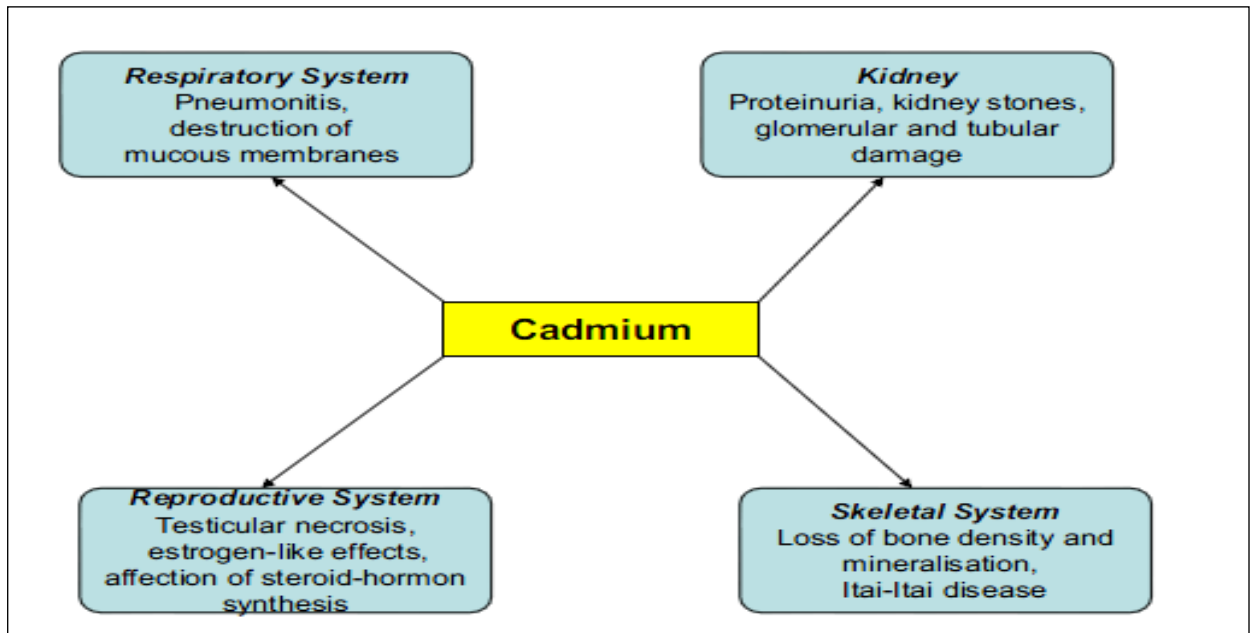 Respiratory System
Pneumonitis,
destruction of
mucous membranes
Kidney
Proteinuria, kidney stones,
glomerular and tubular
damage
Cadmium
Reproductive System
Testicular necrosis,
estrogen-like effects,
affection of steroid-hormon
synthesis
Skeletal System
Loss of bone density and
mineralisation,
Itai-Itai disease